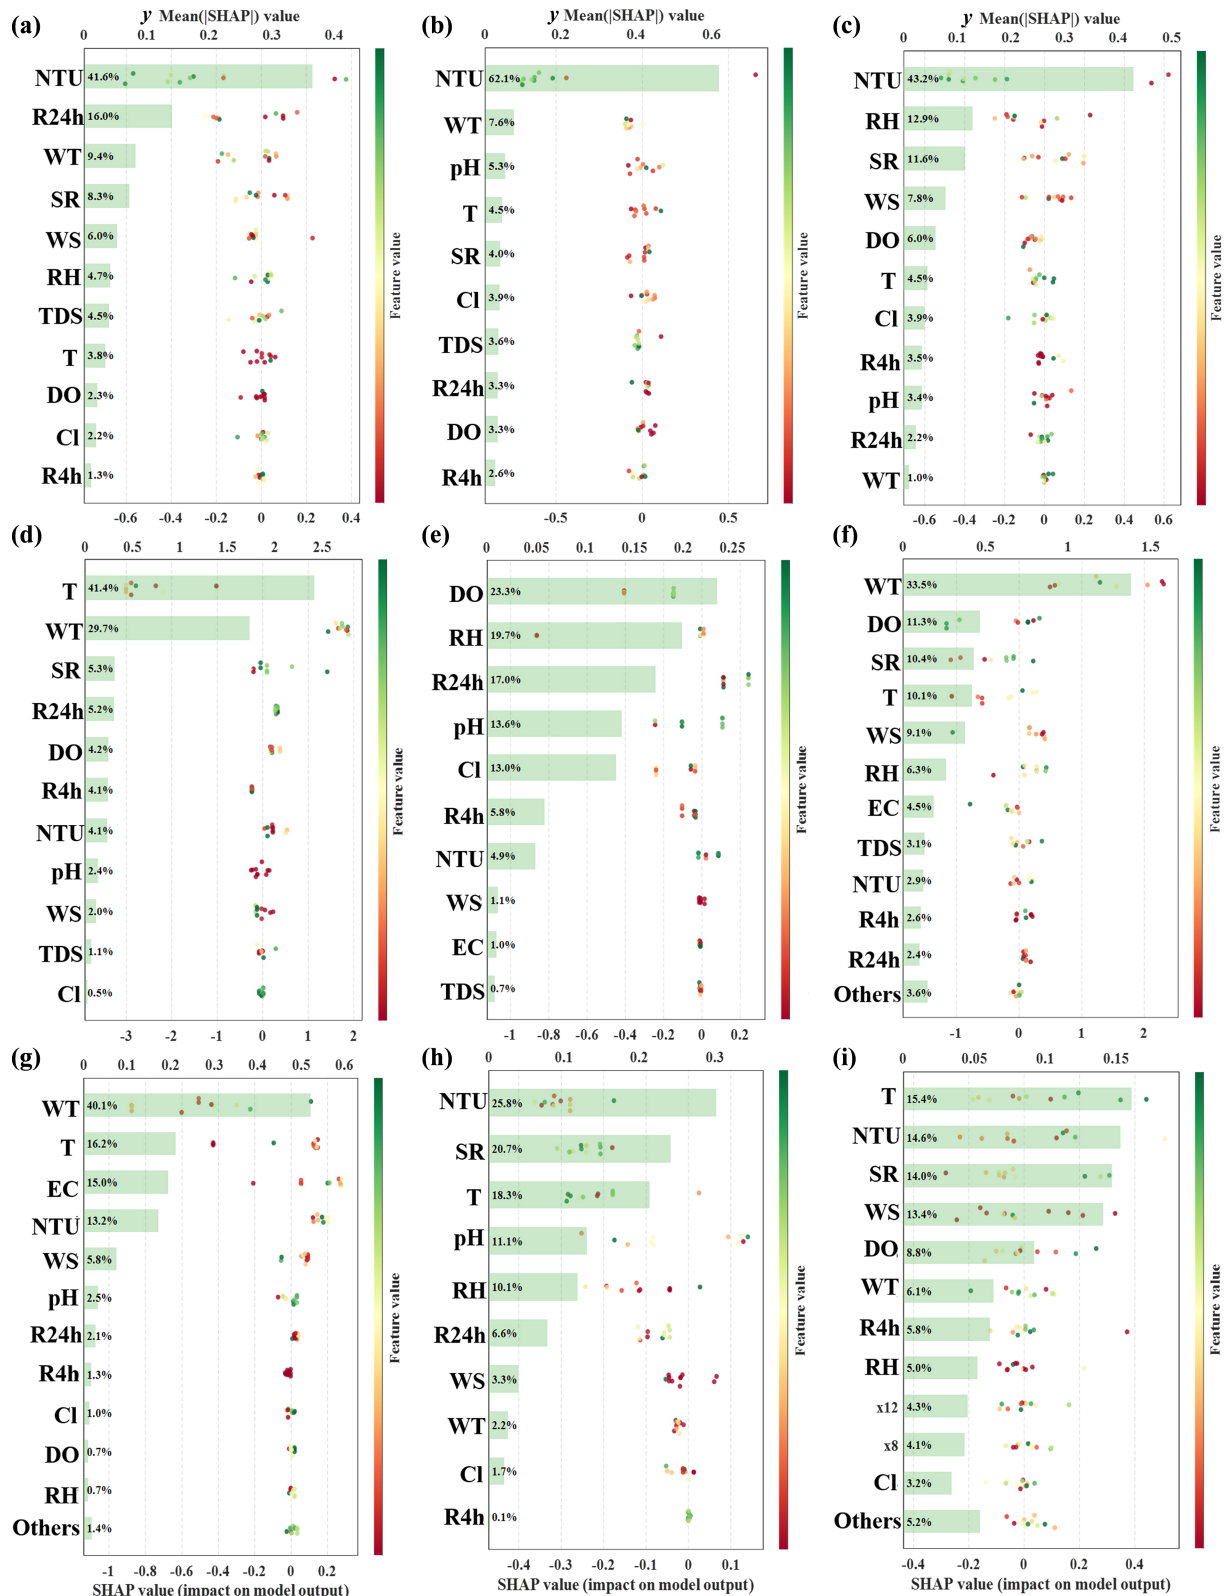 (a)
y Mean(|SHAP|) value
0 0.1 0.2 0.3 0.4
NTU 41.6%
R24h 16.0%
WT 9.4%
SR 8.3%
WS 6.0%
RH 4.7%
TDS 4.5%
T 3.8%
DO 2.3%
Cl 2.2%
R4h 1.3%
-0.6 -0.4 -0.2 0 0.2 0.4
Feature value
(b)
y Mean(|SHAP|) value
0 0.2 0.4 0.6
NTU 62.1%
WT 7.6%
pH 5.3%
T 4.5%
SR 4.0%
Cl 3.9%
TDS 3.6%
R24h 3.3%
DO 3.3%
R4h 2.6%
-0.5 0 0.5
Feature value
(c)
y Mean(|SHAP|) value
0 0.1 0.2 0.3 0.4 0.5
NTU 43.2%
RH 12.9%
SR 11.6%
WS 7.8%
DO 6.0%
T 4.5%
Cl 3.9%
R4h 3.5%
pH 3.4%
R24h 2.2%
WT 1.0%
-0.6 -0.4 -0.2 0 0.2 0.4 0.6
Feature value
(d)
0 0.5 1 1.5 2 2.5
T 41.4%
WT 29.7%
SR 5.3%
R24h 5.2%
DO 4.2%
R4h 4.1%
NTU 4.1%
pH 2.4%
WS 2.0%
TDS 1.1%
Cl 0.5%
-3 -2 -1 0 1 2
Feature value
(e)
0 0.05 0.1 0.15 0.2 0.25
DO 23.3%
RH 19.7%
R24h 17.0%
pH 13.6%
Cl 13.0%
R4h 5.8%
NTU 4.9%
WS 1.1%
EC 1.0%
TDS 0.7%
-1 -0.8 -0.6 -0.4 -0.2 0 0.2
Feature value
(f)
0 0.5 1 1.5
WT 33.5%
DO 11.3%
SR 10.4%
T 10.1%
WS 9.1%
RH 6.3%
EC 4.5%
TDS 3.1%
NTU 2.9%
R4h 2.6%
R24h 2.4%
Others 3.6%
-1 0 1 2
Feature value
(g)
0 0.1 0.2 0.3 0.4 0.5 0.6
WT 40.1%
T 16.2%
EC 15.0%
NTU 13.2%
WS 5.8%
pH 2.5%
R24h 2.1%
R4h 1.3%
Cl 1.0%
DO 0.7%
RH 0.7%
Others 1.4%
-1 -0.8 -0.6 -0.4 -0.2 0 0.2
SHAP value (impact on model output)
Feature value
(h)
0 0.1 0.2 0.3
NTU 25.8%
SR 20.7%
T 18.3%
pH 11.1%
RH 10.1%
R24h 6.6%
WS 3.3%
WT 2.2%
Cl 1.7%
R4h 0.1%
-0.4 -0.3 -0.2 -0.1 0 0.1
SHAP value (impact on model output)
Feature value
(i)
0 0.05 0.1 0.15
T 15.4%
NTU 14.6%
SR 14.0%
WS 13.4%
DO 8.8%
WT 6.1%
R4h 5.8%
RH 5.0%
x12 4.3%
x8 4.1%
Cl 3.2%
Others 5.2%
-0.4 -0.2 0 0.2 0.4
SHAP value (impact on model output)
Feature value